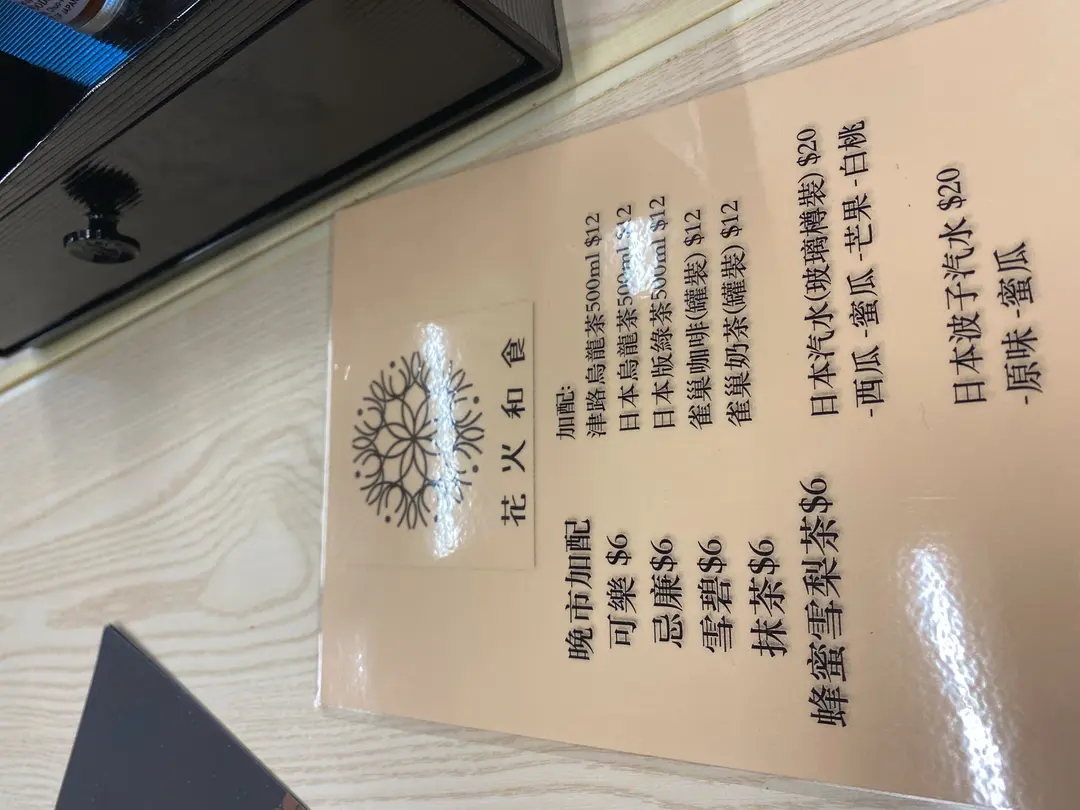 花火和食
晚市加配
可樂 $6
忌廉$6
雪碧$6
抹茶$6
蜂蜜雪梨茶$6
加配:
津路烏龍茶500ml $12
日本烏龍茶500ml $12
日本版綠茶500ml $12
雀巢咖啡(罐裝) $12
雀巢奶茶(罐裝) $12
日本汽水(玻璃樽裝) $20
-西瓜 -蜜瓜 -芒果 -白桃
日本波子汽水 $20
-原味 -蜜瓜